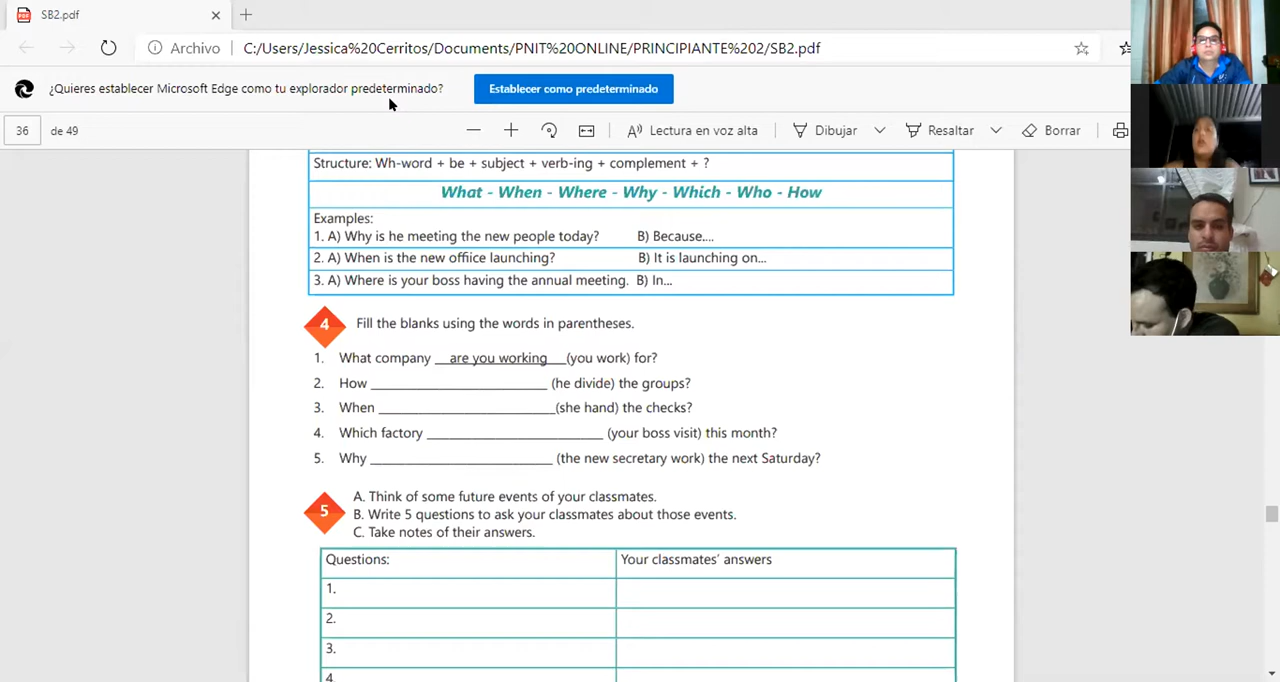 SB2.pdf
Archivo C:/Users/Jessica%20Cerritos/Documents/PNIT%20ONLINE/PRINCIPIANTE%202/SB2.pdf
¿Quieres establecer Microsoft Edge como tu explorador predeterminado? Establecer como predeterminado
36 de 49 Lectura en voz alta Dibujar Resaltar Borrar
Structure: Wh-word + be + subject + verb-ing + complement + ?
What - When - Where - Why - Which - Who - How
Examples:
1. A) Why is he meeting the new people today? B) Because....
2. A) When is the new office launching? B) It is launching on...
3. A) Where is your boss having the annual meeting. B) In...
4 Fill the blanks using the words in parentheses.
1. What company __are you working___(you work) for?
2. How _______________________ (he divide) the groups?
3. When _______________________(she hand) the checks?
4. Which factory _______________________ (your boss visit) this month?
5. Why ________________________ (the new secretary work) the next Saturday?
5 A. Think of some future events of your classmates.
B. Write 5 questions to ask your classmates about those events.
C. Take notes of their answers.
Questions: Your classmates' answers
1.
2.
3.
4.